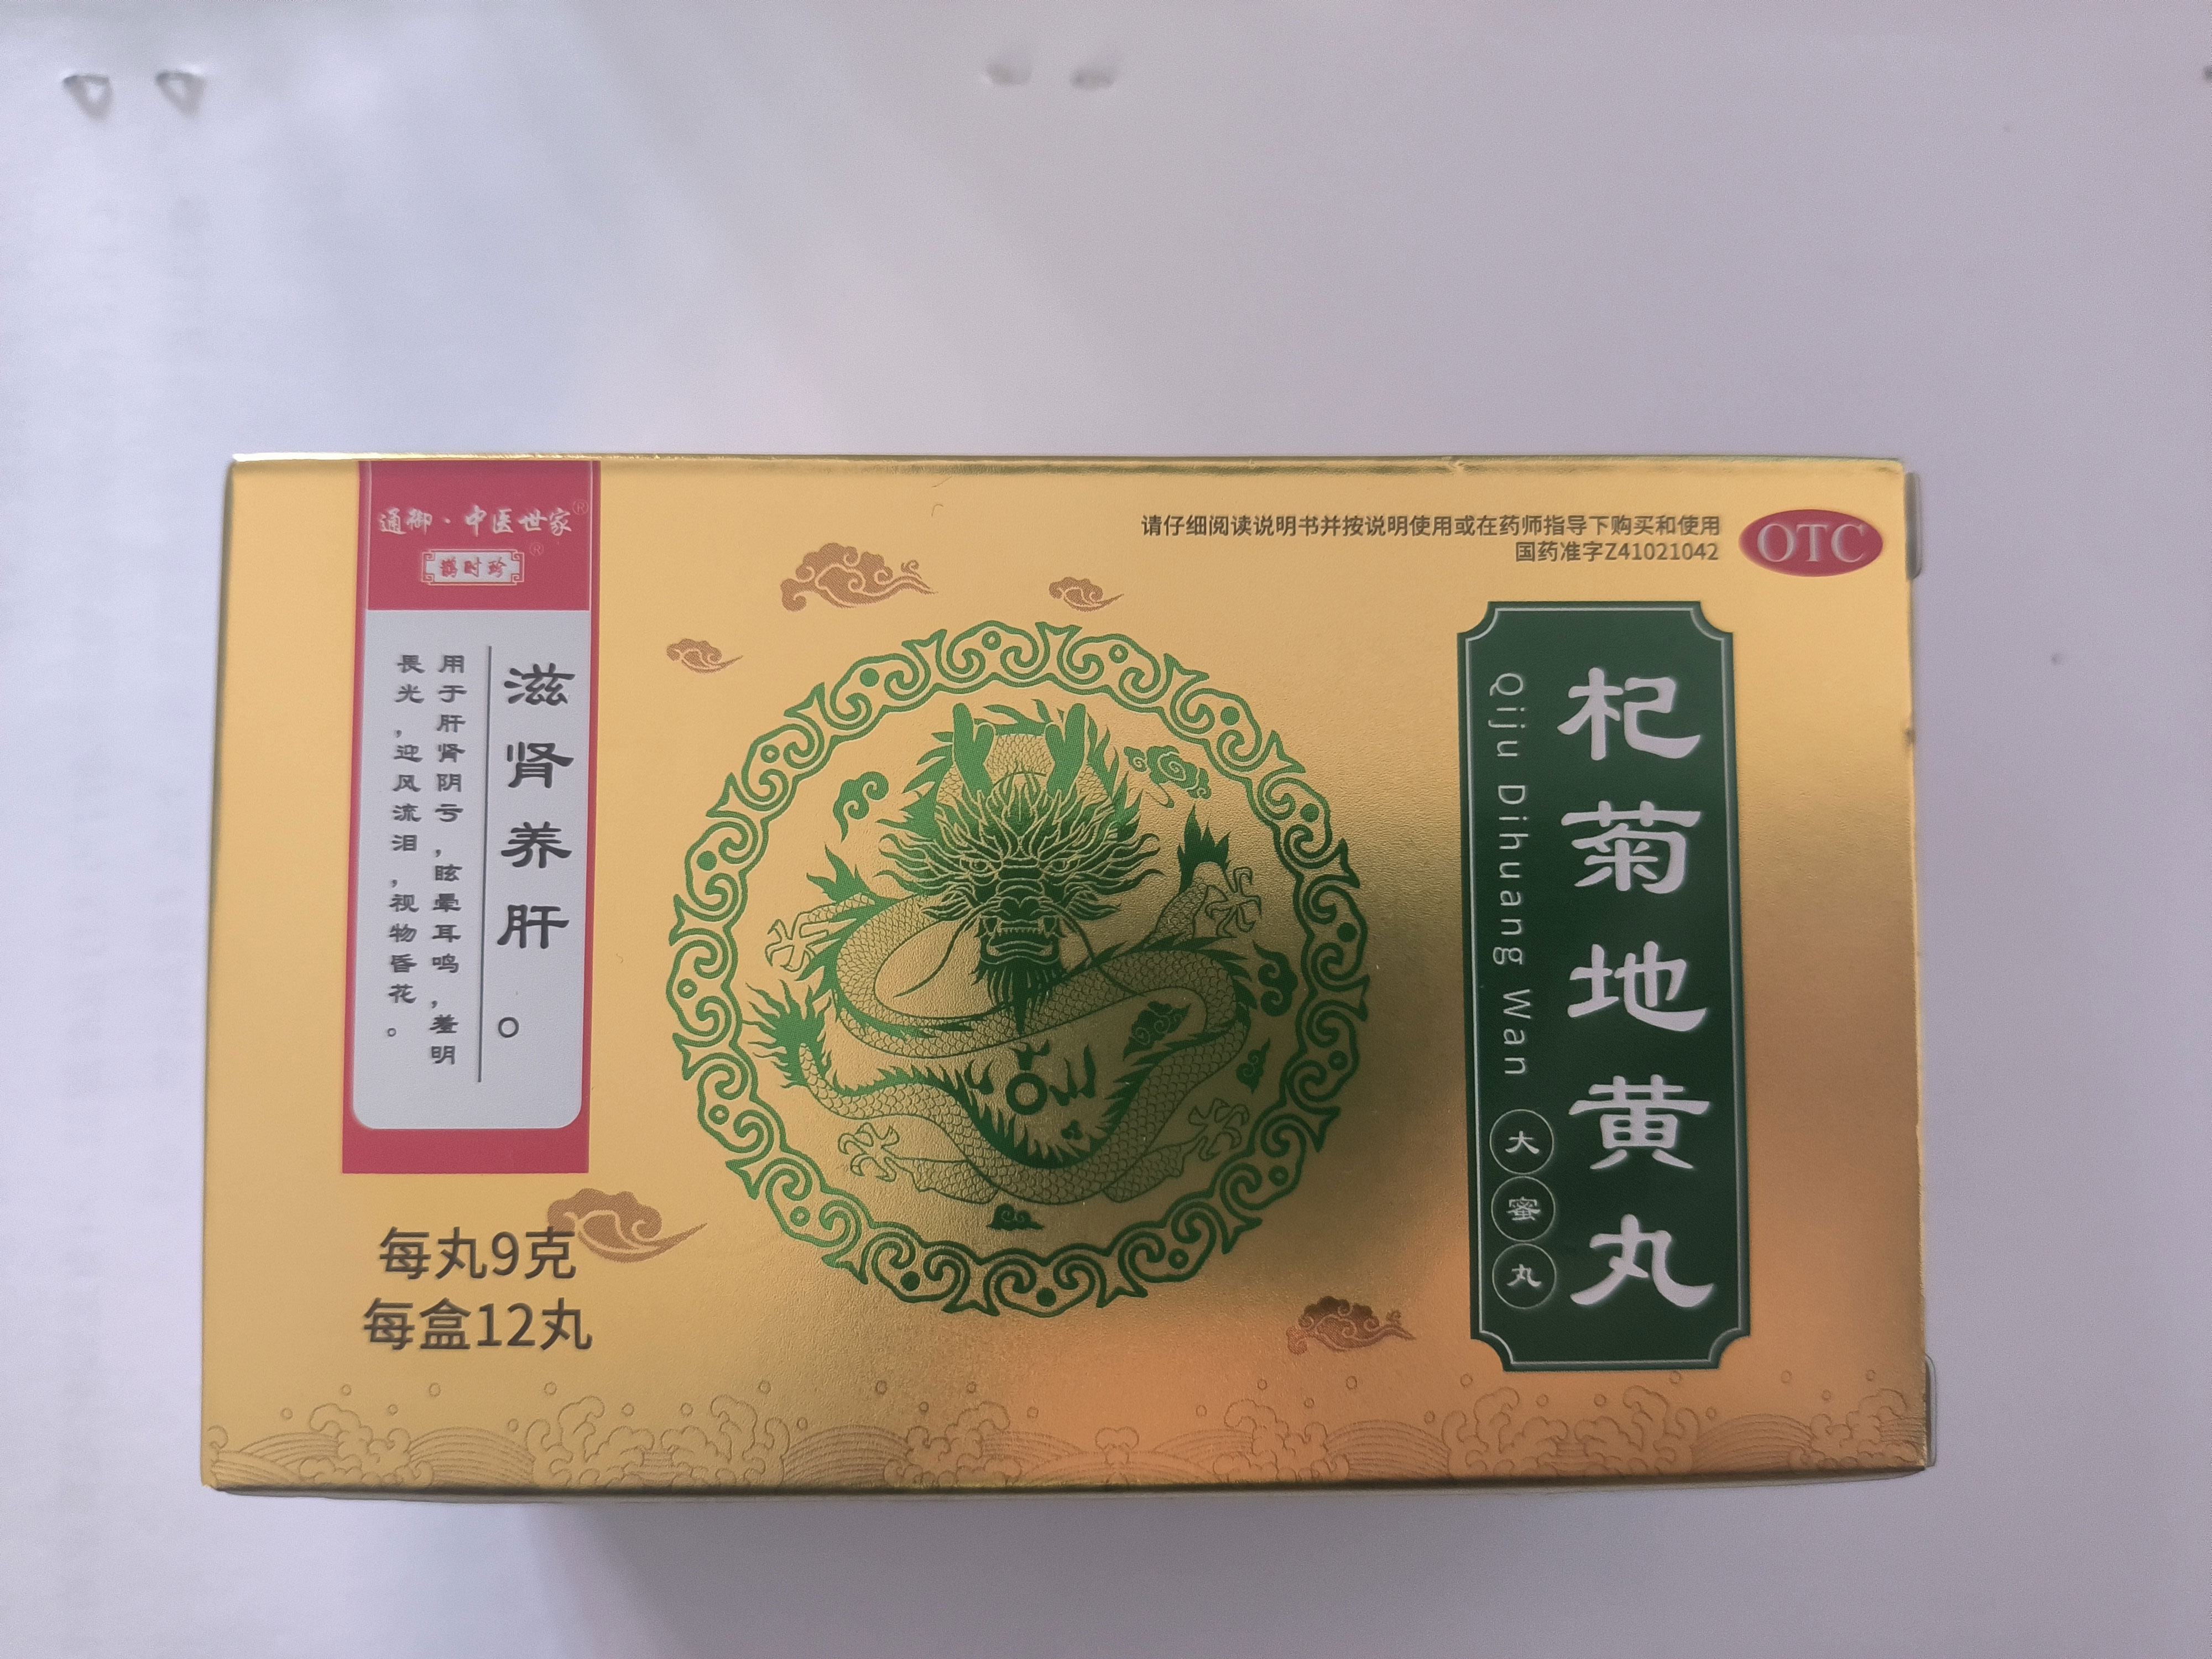 通御·中医世家®
鹊时珍®
滋肾养肝。
用于肝肾阴亏，眩晕耳鸣，羞明
畏光，迎风流泪，视物昏花。
每丸9克
每盒12丸
请仔细阅读说明书并按说明使用或在药师指导下购买和使用
国药准字Z41021042
OTC
杞菊地黄丸
Qiju Dihuang Wan
大蜜丸